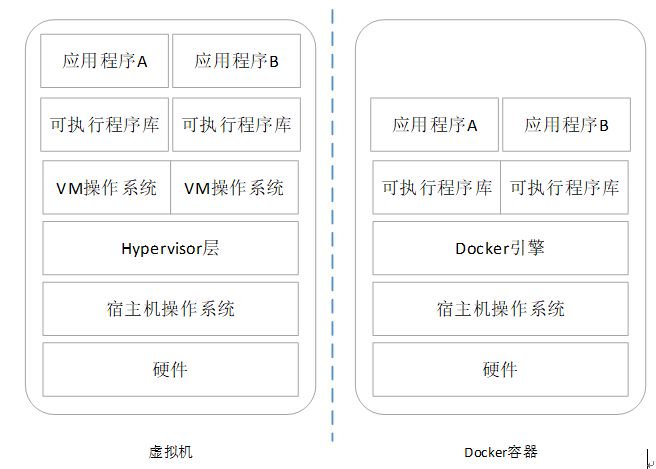 应用程序A
应用程序B
可执行程序库
可执行程序库
VM操作系统
VM操作系统
Hypervisor层
宿主机操作系统
硬件
虚拟机
应用程序A
应用程序B
可执行程序库
可执行程序库
Docker引擎
宿主机操作系统
硬件
Docker容器